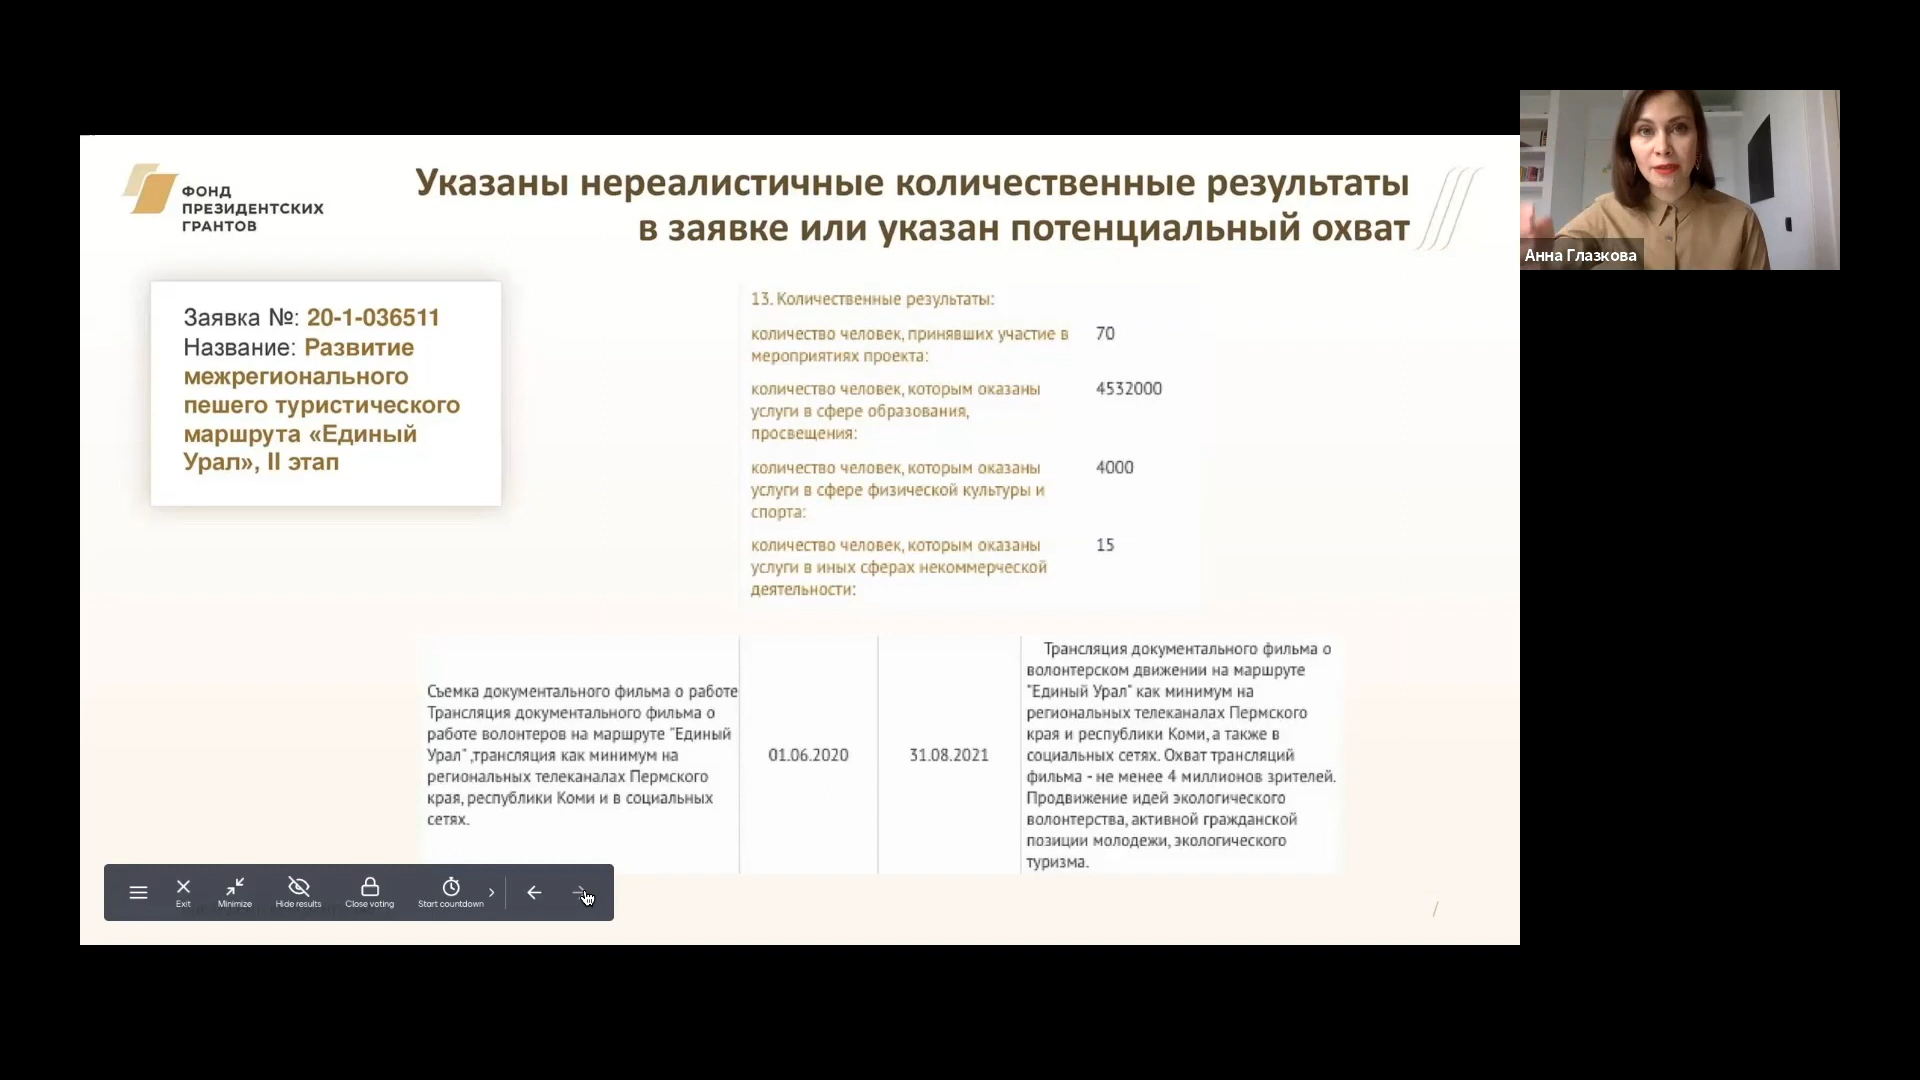 ФОНД
ПРЕЗИДЕНТСКИХ
ГРАНТОВ
Указаны нереалистичные количественные результаты
в заявке или указан потенциальный охват
Анна Глазкова
Заявка №: 20-1-036511
Название: Развитие
межрегионального
пешего туристического
маршрута «Единый
Урал», II этап
13. Количественные результаты:
количество человек, принявших участие в
мероприятиях проекта:
70
количество человек, которым оказаны
услуги в сфере образования,
просвещения:
4532000
количество человек, которым оказаны
услуги в сфере физической культуры и
спорта:
4000
количество человек, которым оказаны
услуги в иных сферах некоммерческой
деятельности:
15
Съемка документального фильма о работе
Трансляция документального фильма о
работе волонтеров на маршруте "Единый
Урал" ,трансляция как минимум на
региональных телеканалах Пермского
края, республики Коми и в социальных
сетях.
01.06.2020
31.08.2021
Трансляция документального фильма о
волонтерском движении на маршруте
"Единый Урал" как минимум на
региональных телеканалах Пермского
края и республики Коми, а также в
социальных сетях. Охват трансляций
фильма - не менее 4 миллионов зрителей.
Продвижение идей экологического
волонтерства, активной гражданской
позиции молодежи, экологического
туризма.
Exit
Minimize
Hide results
Close voting
Start countdown